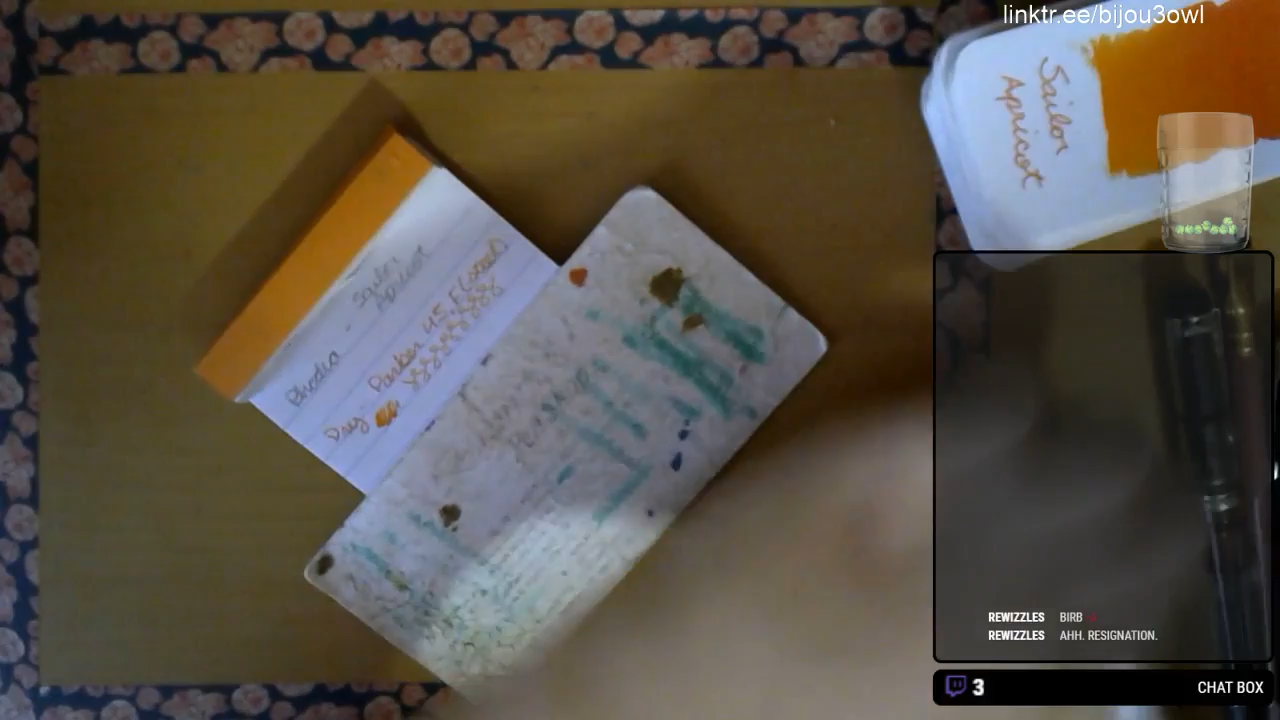 linktr.ee/bijou3owl
Sailor
Apricot
Rhodia - Sailor
Apricot
Dry Parker 45 F (steel)
REWIZZLES BIRB
REWIZZLES AHH. RESIGNATION.
3 CHAT BOX